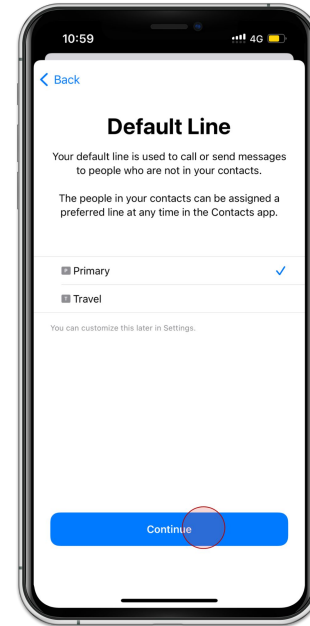 10:59
4G
Back
Default Line
Your default line is used to call or send messages
to people who are not in your contacts.
The people in your contacts can be assigned a
preferred line at any time in the Contacts app.
P Primary
T Travel
You can customize this later in Settings.
Continue